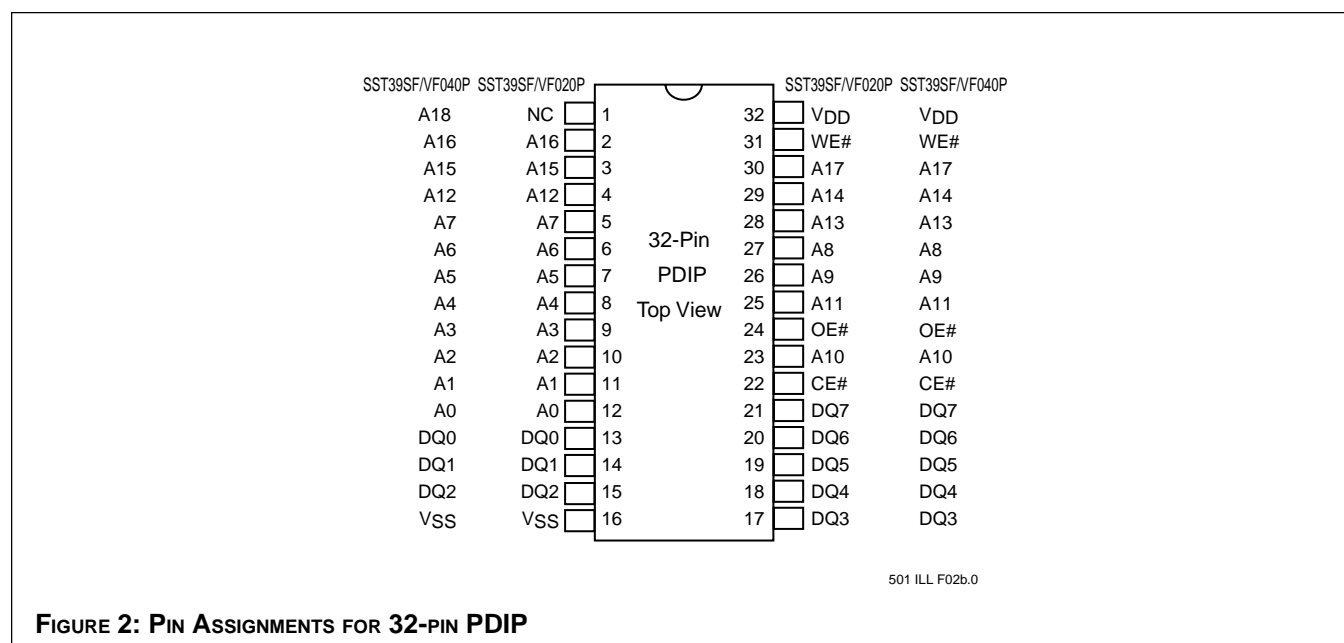 SST39SF/VF040P SST39SF/VF020P SST39SF/VF020P SST39SF/VF040P
A18 NC 1 32 VDD VDD
A16 A16 2 31 WE# WE#
A15 A15 3 30 A17 A17
A12 A12 4 29 A14 A14
A7 A7 5 28 A13 A13
A6 A6 6 32-Pin 27 A8 A8
A5 A5 7 PDIP 26 A9 A9
A4 A4 8 Top View 25 A11 A11
A3 A3 9 24 OE# OE#
A2 A2 10 23 A10 A10
A1 A1 11 22 CE# CE#
A0 A0 12 21 DQ7 DQ7
DQ0 DQ0 13 20 DQ6 DQ6
DQ1 DQ1 14 19 DQ5 DQ5
DQ2 DQ2 15 18 DQ4 DQ4
VSS VSS 16 17 DQ3 DQ3
501 ILL F02b.0
FIGURE 2: PIN ASSIGNMENTS FOR 32-PIN PDIP